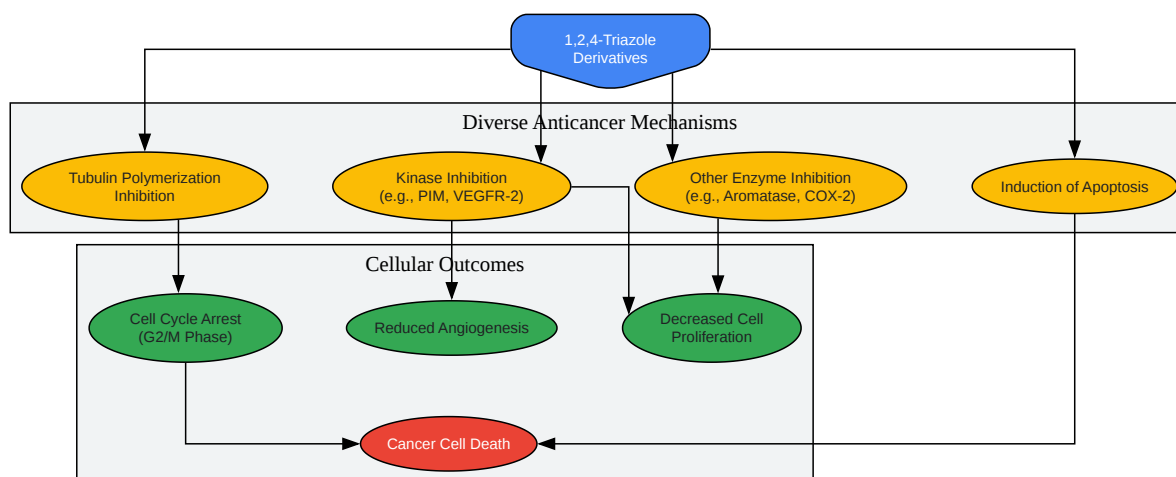 1,2,4-Triazole
Derivatives
Diverse Anticancer Mechanisms
Tubulin Polymerization
Inhibition
Kinase Inhibition
(e.g., PIM, VEGFR-2)
Other Enzyme Inhibition
(e.g., Aromatase, COX-2)
Induction of Apoptosis
Cellular Outcomes
Cell Cycle Arrest
(G2/M Phase)
Reduced Angiogenesis
Decreased Cell
Proliferation
Cancer Cell Death